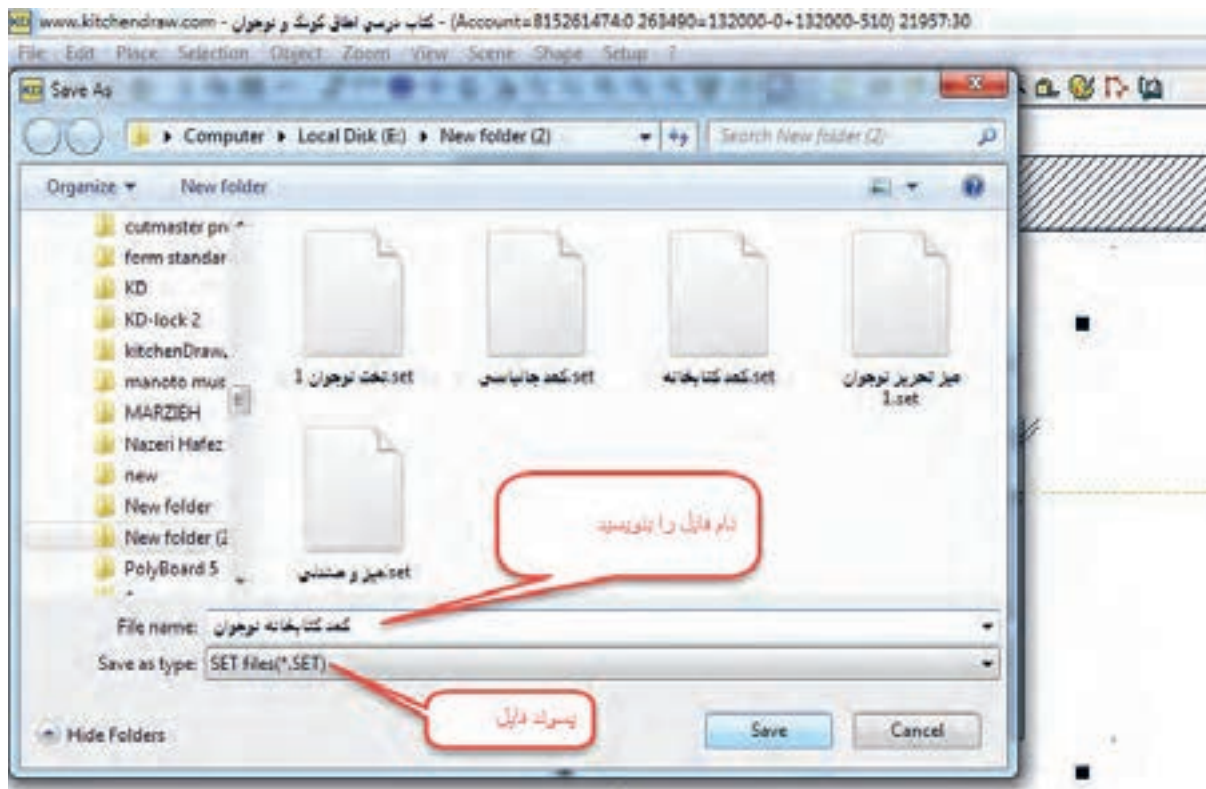 www.kitchendraw.com - کتاب درسي اطاق کودک و نوجوان - (Account=815261474:0 263490=132000-0+132000-510) 21957:30
File Edit Place Selection Object Zoom View Scene Shape Setup ?
Save As
Computer Local Disk (E:) New folder (2)
Search New folder (2)
Organize New folder
cutmaster pro
form standar
KD
KD-lock 2
kitchenDraw,
manoto mus
MARZIEH
Nazeri Hafez
new
New folder
New folder (2
PolyBoard 5
تخت نوجوان 1.set
کمد جالباسی.set
کمد کتابخانه.set
میز تحریر نوجوان
1.set
میز و صندلی.set
نام فایل را بنویسید
File name: کمد کتابخانه نوجوان
Save as type: SET files(*.SET)
پسوند فایل
Hide Folders
Save
Cancel